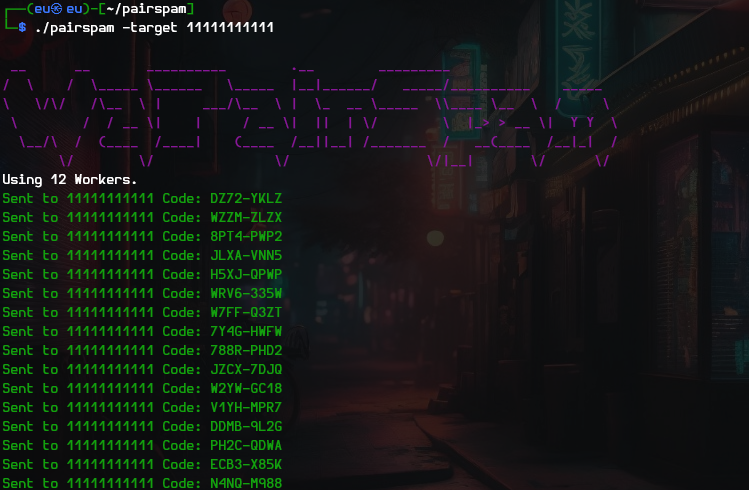 ┌──(eu㉿eu)-[~/pairspam]
└─$ ./pairspam -target 11111111111
Using 12 Workers.
Sent to 11111111111 Code: DZ72-YKLZ
Sent to 11111111111 Code: WZZM-ZLZX
Sent to 11111111111 Code: 8PT4-PWP2
Sent to 11111111111 Code: JLXA-VNN5
Sent to 11111111111 Code: H5XJ-QPWP
Sent to 11111111111 Code: WRV6-335W
Sent to 11111111111 Code: W7FF-Q3ZT
Sent to 11111111111 Code: 7Y4G-HWFW
Sent to 11111111111 Code: 788R-PHD2
Sent to 11111111111 Code: JZCX-7DJQ
Sent to 11111111111 Code: W2YW-GC18
Sent to 11111111111 Code: V1YH-MPR7
Sent to 11111111111 Code: DDMB-9L2G
Sent to 11111111111 Code: PH2C-QDWA
Sent to 11111111111 Code: ECB3-X85K
Sent to 11111111111 Code: N4NQ-M988